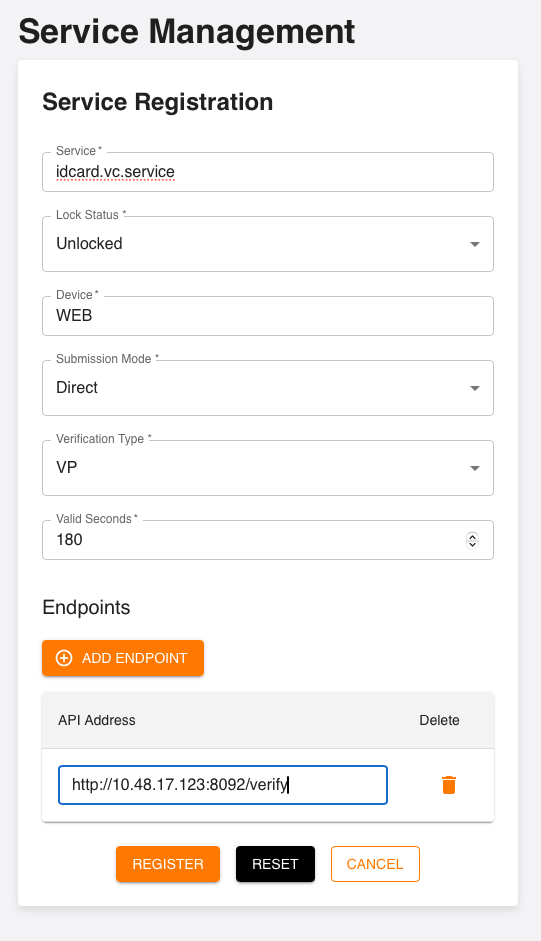 Service Management
Service Registration
Service *
idcard.vc.service
Lock Status *
Unlocked
Device *
WEB
Submission Mode *
Direct
Verification Type *
VP
Valid Seconds *
180
Endpoints
ADD ENDPOINT
API Address Delete
http://10.48.17.123:8092/verify
REGISTER RESET CANCEL